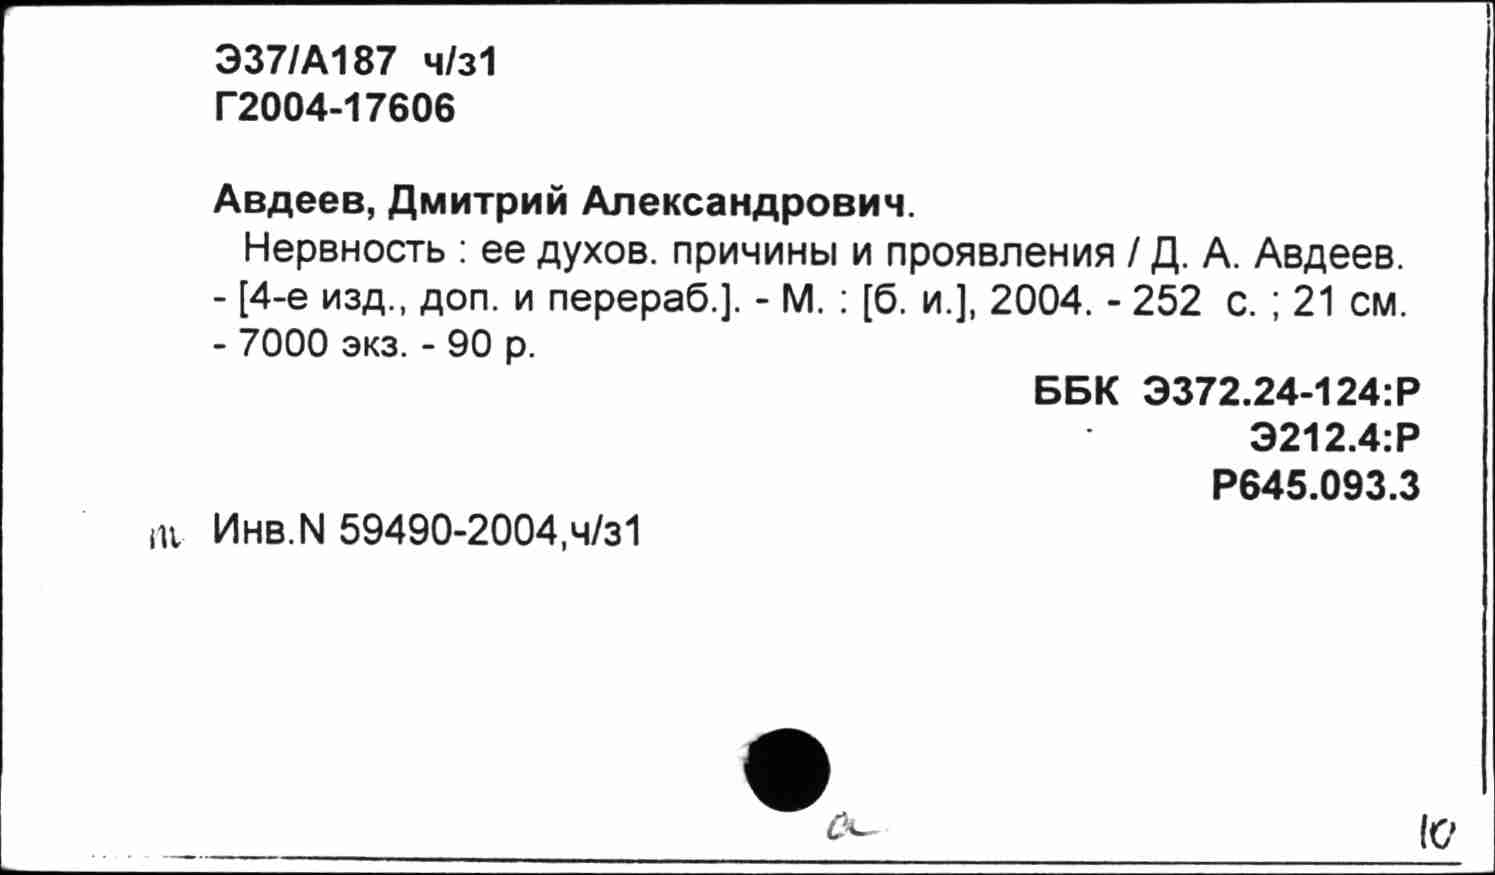 Э37/А187 ч/з1
Г2004-17606
Авдеев, Дмитрий Александрович.
Нервность : ее духов. причины и проявления / Д. А. Авдеев.
- [4-е изд., доп. и перераб.]. - М. : [б. и.], 2004. - 252 с. ; 21 см.
- 7000 экз. - 90 р.
ББК Э372.24-124:Р
Э212.4:Р
Р645.093.3
т Инв.N 59490-2004,ч/з1
а